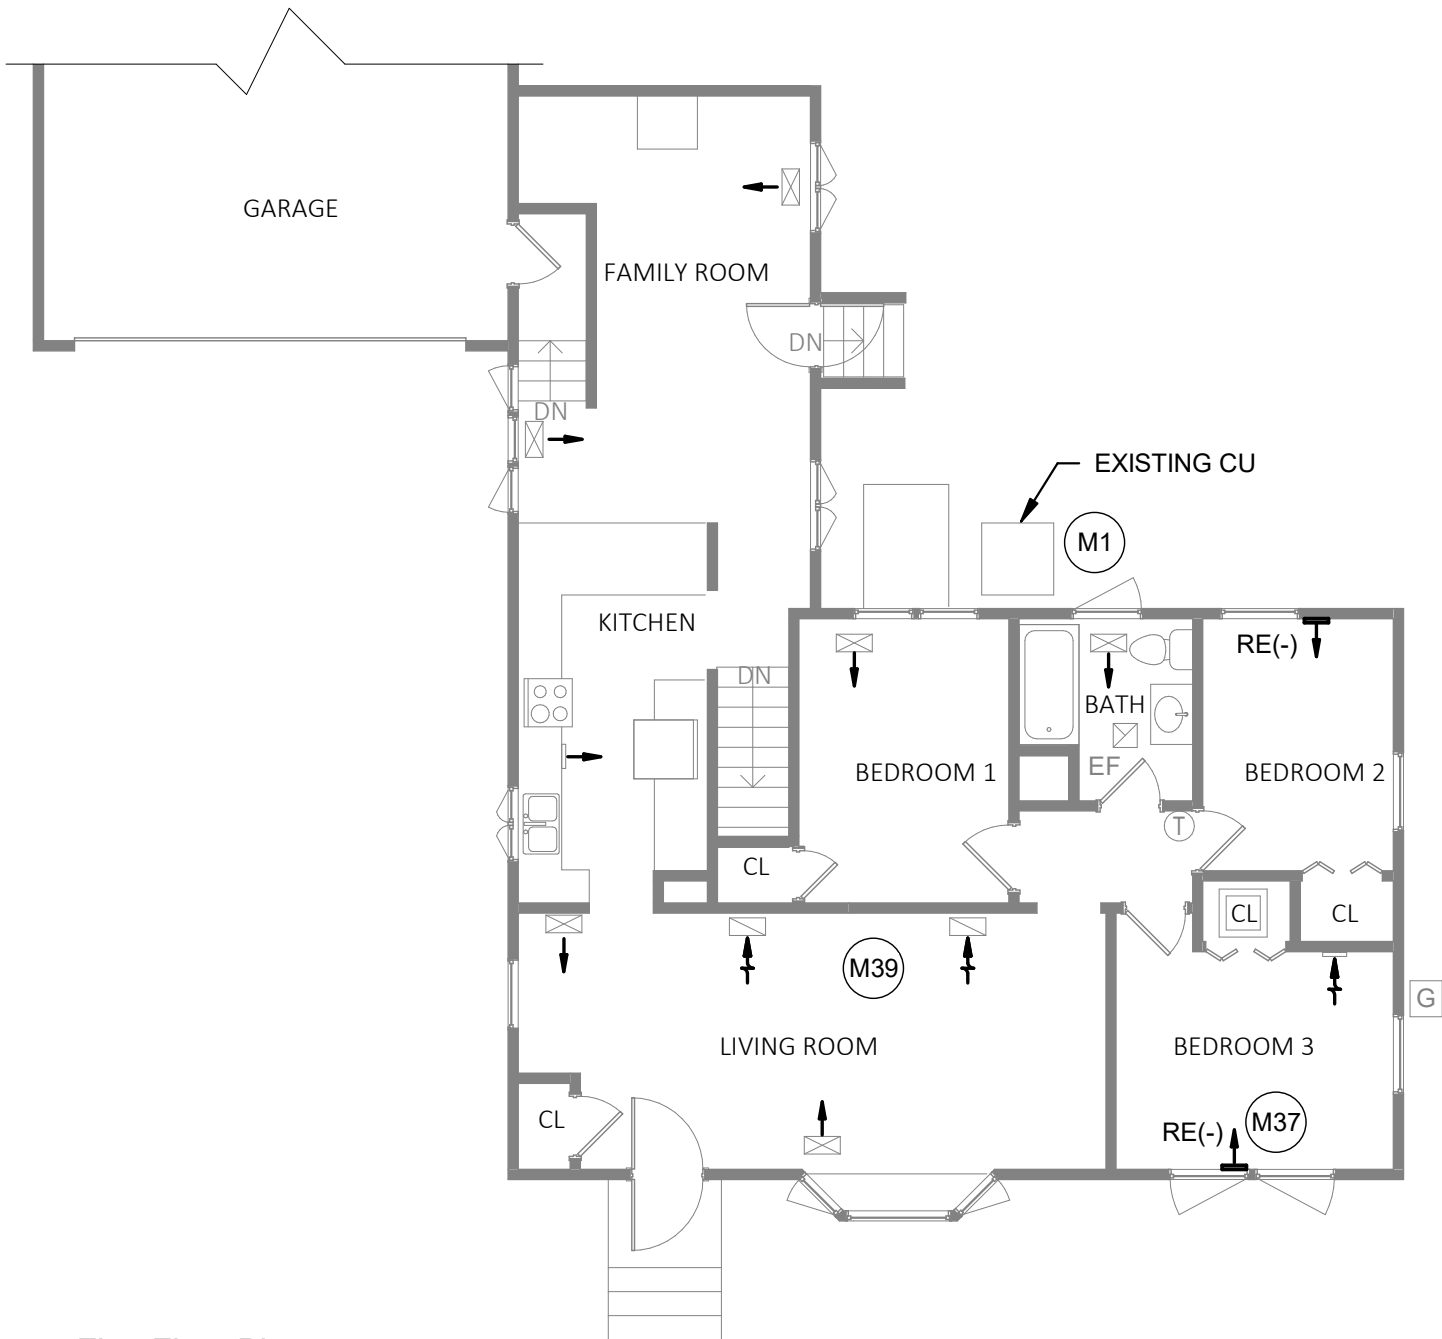 GARAGE
FAMILY ROOM
DN
DN
EXISTING CU
M1
KITCHEN
RE(-)
DN
BATH
EF
BEDROOM 1
BEDROOM 2
T
CL
CL
CL
M39
G
LIVING ROOM
BEDROOM 3
CL
M37
RE(-)